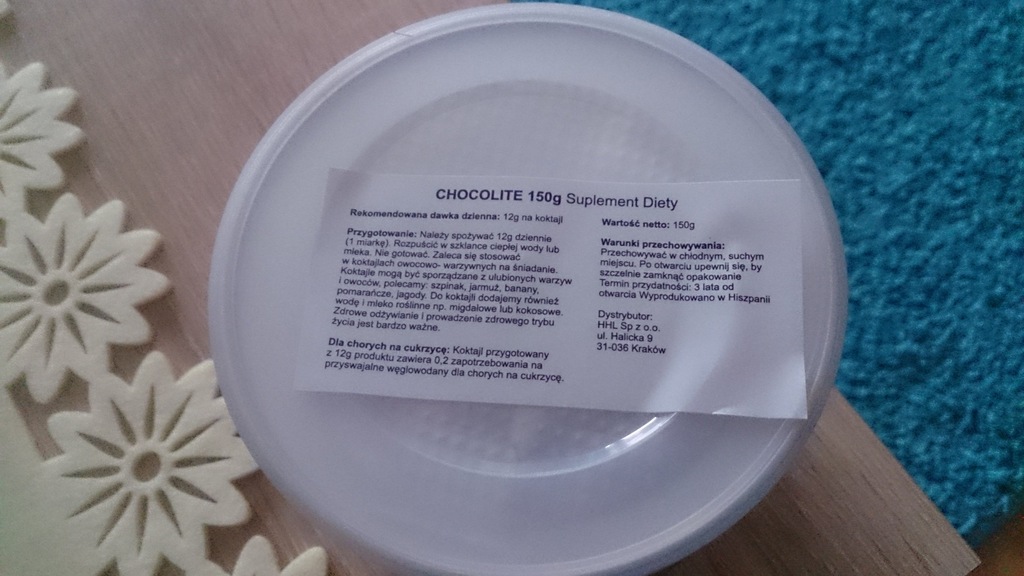 CHOCOLITE 150g Suplement Diety
Rekomendowana dawka dzienna: 12g na koktajl
Przygotowanie: Należy spożywać 12g dziennie
(1 miarkę). Rozpuścić w szklance ciepłej wody lub
mleka. Nie gotować. Zaleca się stosować
w koktajlach owocowo- warzywnych na śniadanie.
Koktajle mogą być sporządzane z ulubionych warzyw
i owoców, polecamy: szpinak, jarmuż, banany,
pomarańcze, jagody. Do koktajli dodajemy również
wodę i mleko roślinne np. migdałowe lub kokosowe.
Zdrowe odżywianie i prowadzenie zdrowego trybu
życia jest bardzo ważne.
Dla chorych na cukrzycę: Koktajl przygotowany
z 12g produktu zawiera 0,2 zapotrzebowania na
przyswajalne węglowodany dla chorych na cukrzycę.
Wartość netto: 150g
Warunki przechowywania:
Przechowywać w chłodnym, suchym
miejscu. Po otwarciu upewnij się, by
szczelnie zamknąć opakowanie
Termin przydatności: 3 lata od
otwarcia Wyprodukowano w Hiszpanii
Dystrybutor:
HHL Sp z o.o.
ul. Halicka 9
31-036 Kraków